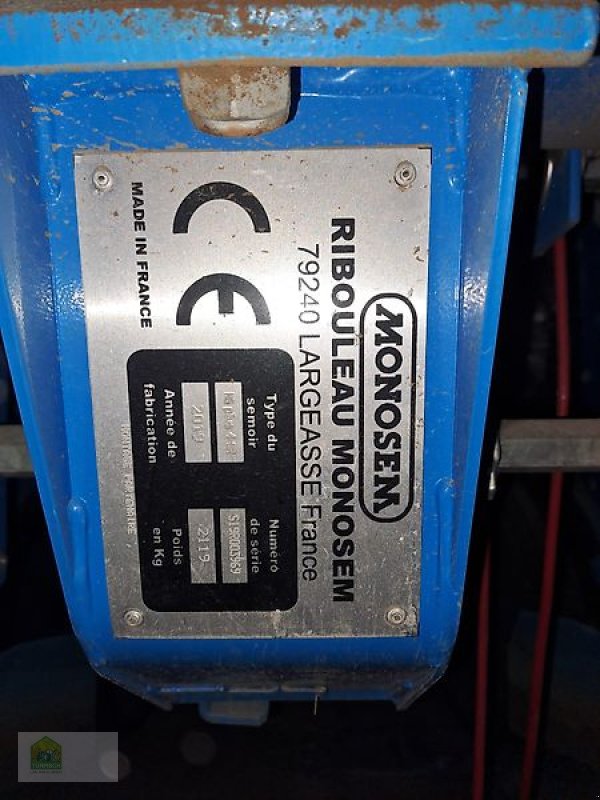 MONOSEM
RIBOULEAU MONOSEM
79240 LARGEASSE France
CE
MADE IN FRANCE
Type du
semoir
Numéro
de série
S19R003969
Année de
fabrication
2019
Poids
en Kg
2119